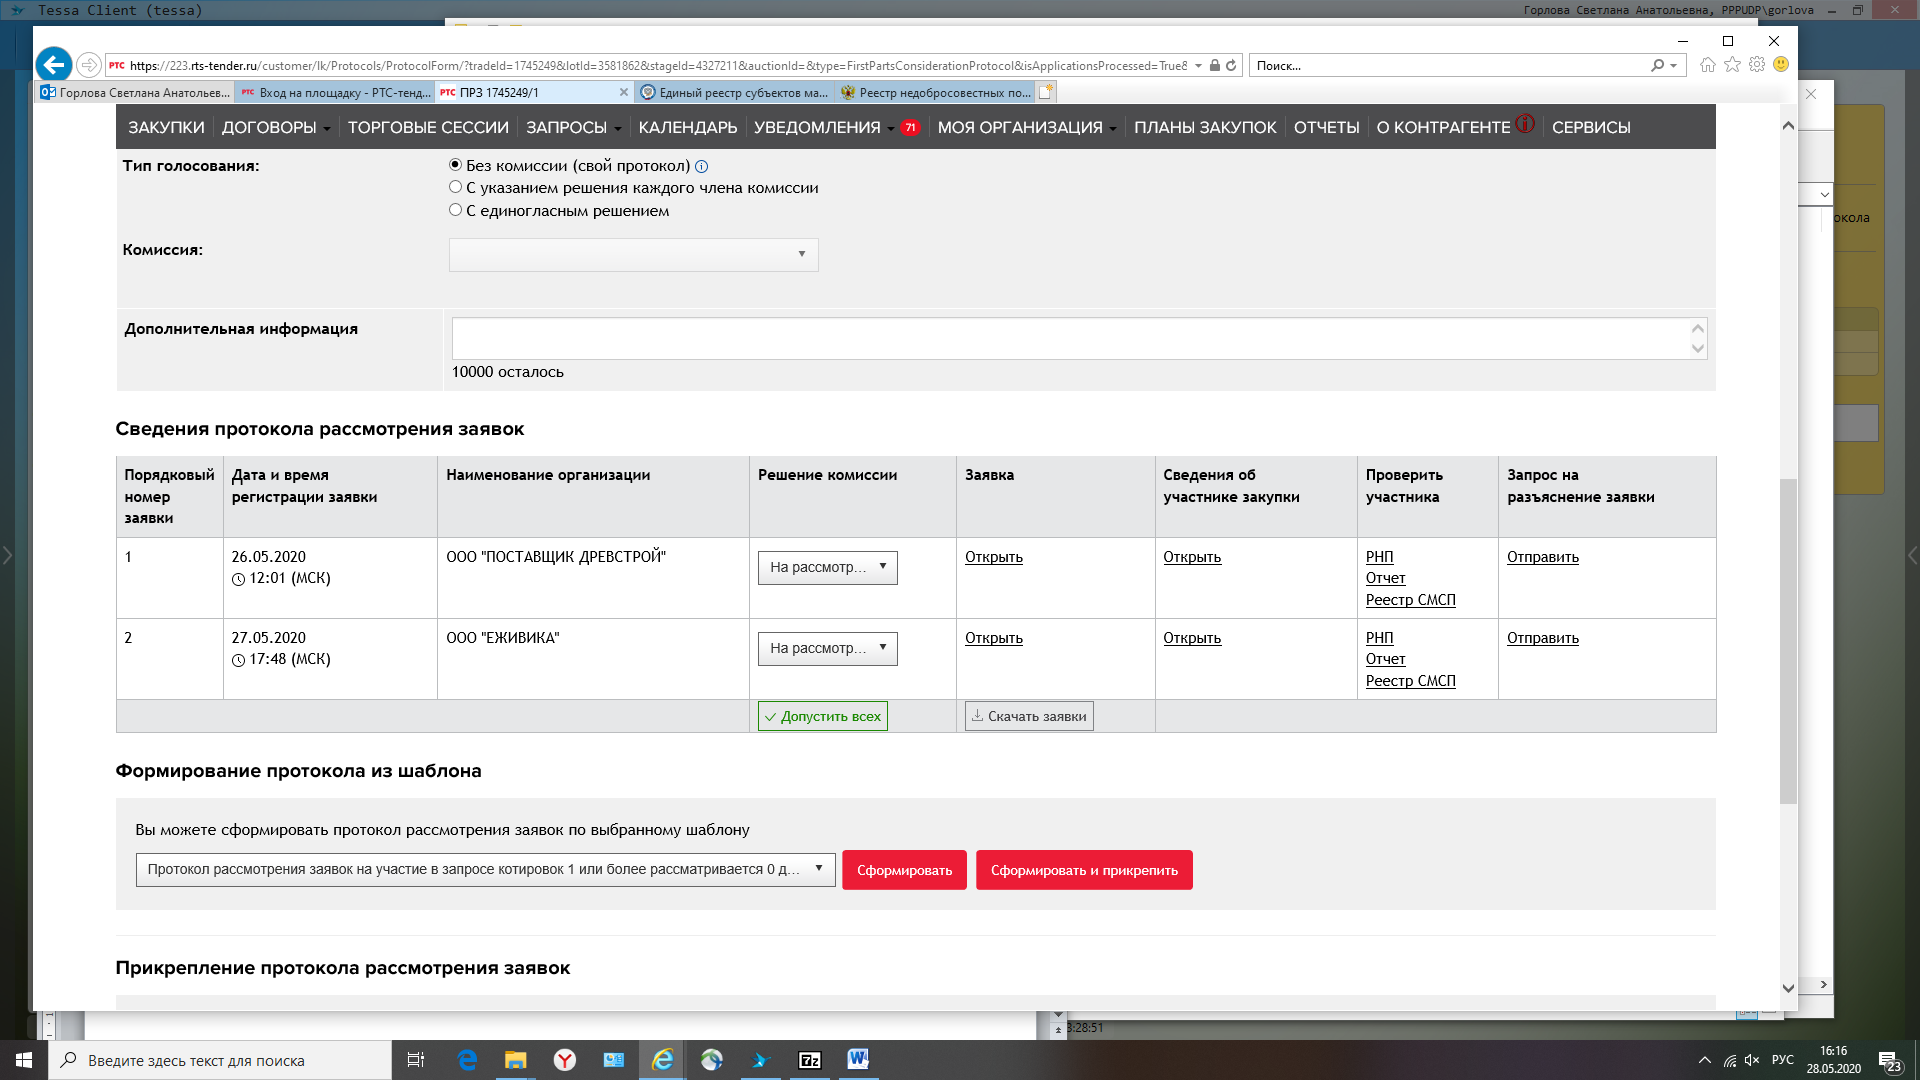 Tessa Client (tessa)
Горлова Светлана Анатольевна, PPPUDP\gorlova
https://223.rts-tender.ru/customer/lk/Protocols/ProtocolForm/?tradeId=1745249&lotId=3581862&stageId=4327211&auctionId=&type=FirstPartsConsiderationProtocol&isApplicationsProcessed=True&
Поиск...
Горлова Светлана Анатольев...
РТС Вход на площадку - РТС-тенд...
РТС ПРЗ 1745249/1
Единый реестр субъектов ма...
Реестр недобросовестных по...
ЗАКУПКИ ДОГОВОРЫ ТОРГОВЫЕ СЕССИИ ЗАПРОСЫ КАЛЕНДАРЬ УВЕДОМЛЕНИЯ 71 МОЯ ОРГАНИЗАЦИЯ ПЛАНЫ ЗАКУПОК ОТЧЕТЫ О КОНТРАГЕНТЕ СЕРВИСЫ
Тип голосования:
Без комиссии (свой протокол)
С указанием решения каждого члена комиссии
С единогласным решением
окола
Комиссия:
Дополнительная информация
10000 осталось
Сведения протокола рассмотрения заявок
Порядковый номер заявки
Дата и время регистрации заявки
Наименование организации
Решение комиссии
Заявка
Сведения об участнике закупки
Проверить участника
Запрос на разъяснение заявки
1
26.05.2020
12:01 (МСК)
ООО "ПОСТАВЩИК ДРЕВСТРОЙ"
На рассмотр...
Открыть
Открыть
РНП
Отчет
Реестр СМСП
Отправить
2
27.05.2020
17:48 (МСК)
ООО "ЕЖИВИКА"
На рассмотр...
Открыть
Открыть
РНП
Отчет
Реестр СМСП
Отправить
Допустить всех
Скачать заявки
Формирование протокола из шаблона
Вы можете сформировать протокол рассмотрения заявок по выбранному шаблону
Протокол рассмотрения заявок на участие в запросе котировок 1 или более рассматривается 0 д...
Сформировать
Сформировать и прикрепить
Прикрепление протокола рассмотрения заявок
3:28:51
Введите здесь текст для поиска
РУС
16:16
28.05.2020
23